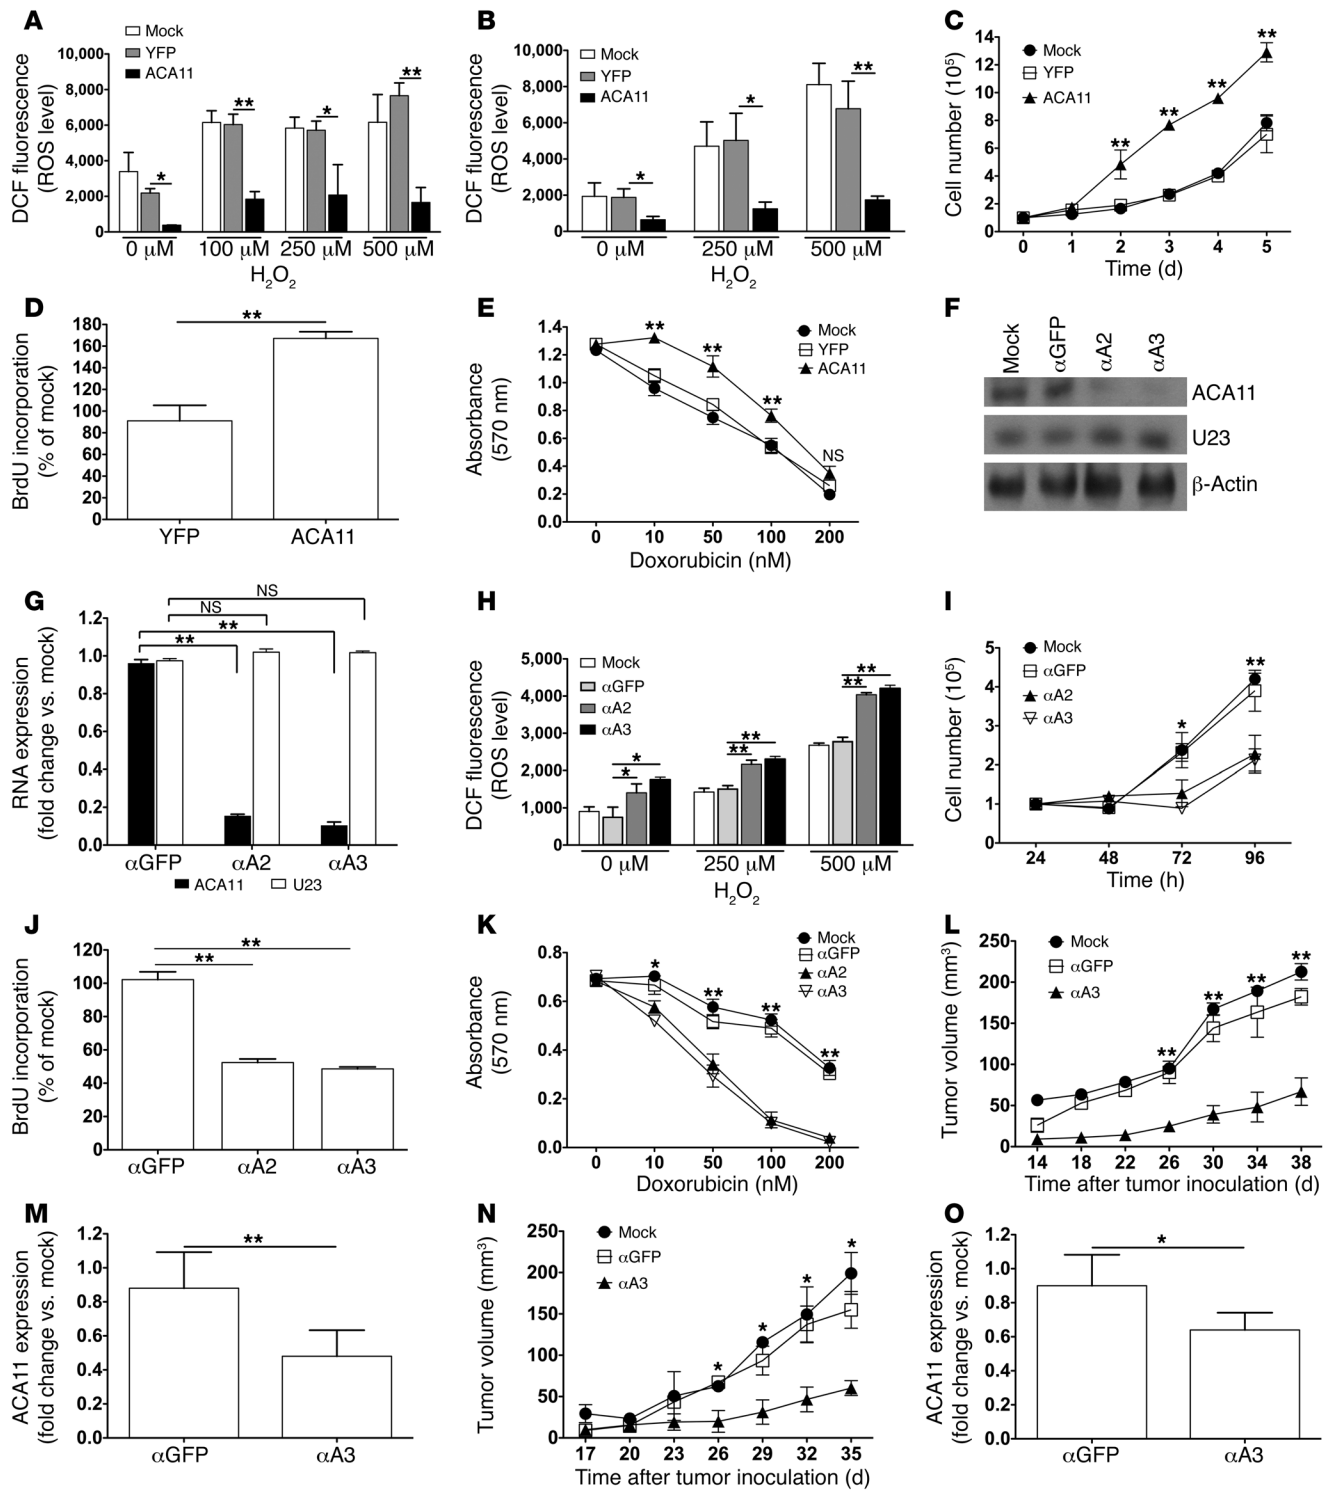 A
Mock
YFP
ACA11
DCF fluorescence
(ROS level)
10,000
8,000
6,000
4,000
2,000
0
* ** * **
0 µM 100 µM 250 µM 500 µM
H2O2
B
Mock
YFP
ACA11
DCF fluorescence
(ROS level)
10,000
8,000
6,000
4,000
2,000
0
* * **
0 µM 250 µM 500 µM
H2O2
C
Mock
YFP
ACA11
Cell number (10⁵)
14
12
10
8
6
4
2
0
** ** ** **
0 1 2 3 4 5
Time (d)
D
BrdU incorporation
(% of mock)
180
160
140
120
100
80
60
40
20
0
**
YFP ACA11
E
Mock
YFP
ACA11
Absorbance
(570 nm)
1.4
1.2
1.0
0.8
0.6
0.4
0.2
0.0
** ** ** NS
0 10 50 100 200
Doxorubicin (nM)
F
Mock αGFP αA2 αA3
ACA11
U23
β-Actin
G
RNA expression
(fold change vs. mock)
1.2
1.0
0.8
0.6
0.4
0.2
0.0
NS
NS
**
**
αGFP αA2 αA3
ACA11 U23
H
Mock
αGFP
αA2
αA3
DCF fluorescence
(ROS level)
5,000
4,000
3,000
2,000
1,000
0
* * ** ** ** **
0 µM 250 µM 500 µM
H2O2
I
Mock
αGFP
αA2
αA3
Cell number (10⁵)
5
4
3
2
1
0
* **
24 48 72 96
Time (h)
J
BrdU incorporation
(% of mock)
120
100
80
60
40
20
0
**
**
αGFP αA2 αA3
K
Mock
αGFP
αA2
αA3
Absorbance
(570 nm)
0.8
0.6
0.4
0.2
0.0
* ** ** **
0 10 50 100 200
Doxorubicin (nM)
L
Mock
αGFP
αA3
Tumor volume (mm³)
250
200
150
100
50
0
** ** ** **
14 18 22 26 30 34 38
Time after tumor inoculation (d)
M
ACA11 expression
(fold change vs. mock)
1.2
1.0
0.8
0.6
0.4
0.2
0.0
**
αGFP αA3
N
Mock
αGFP
αA3
Tumor volume (mm³)
250
200
150
100
50
0
* * * *
17 20 23 26 29 32 35
Time after tumor inoculation (d)
O
ACA11 expression
(fold change vs. mock)
1.2
1.0
0.8
0.6
0.4
0.2
0.0
*
αGFP αA3